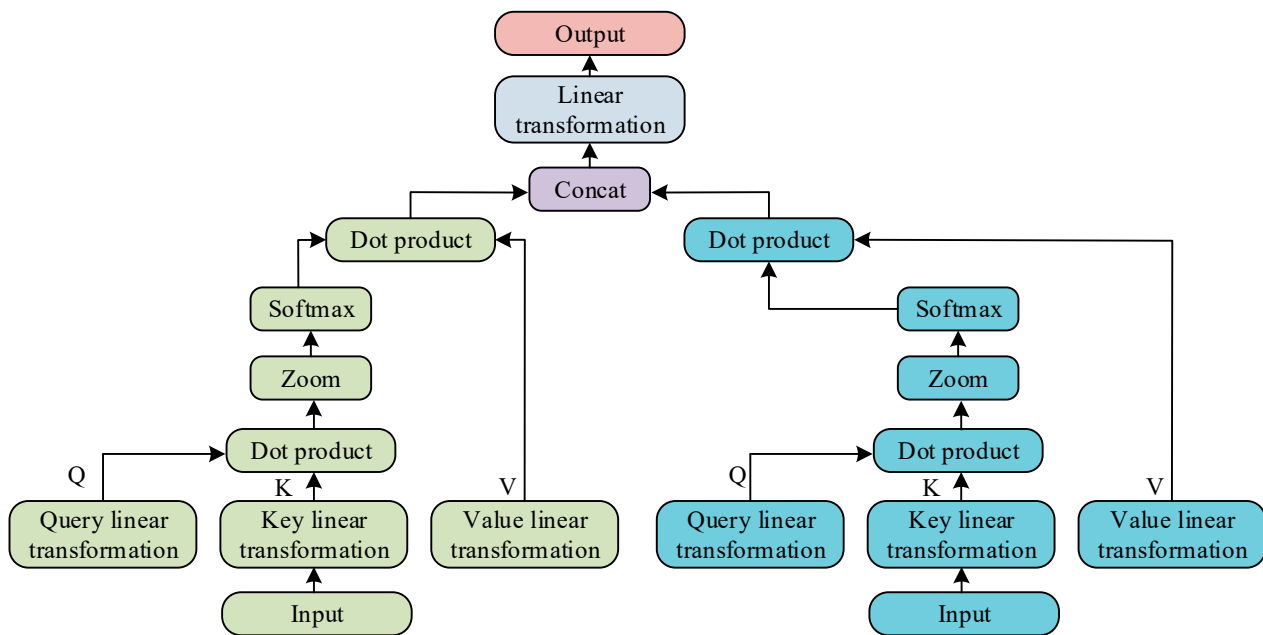 Output
Linear
transformation
Concat
Dot product
Dot product
Softmax
Softmax
Zoom
Zoom
Dot product
Dot product
Q
K
V
Q
K
V
Query linear
transformation
Key linear
transformation
Value linear
transformation
Query linear
transformation
Key linear
transformation
Value linear
transformation
Input
Input